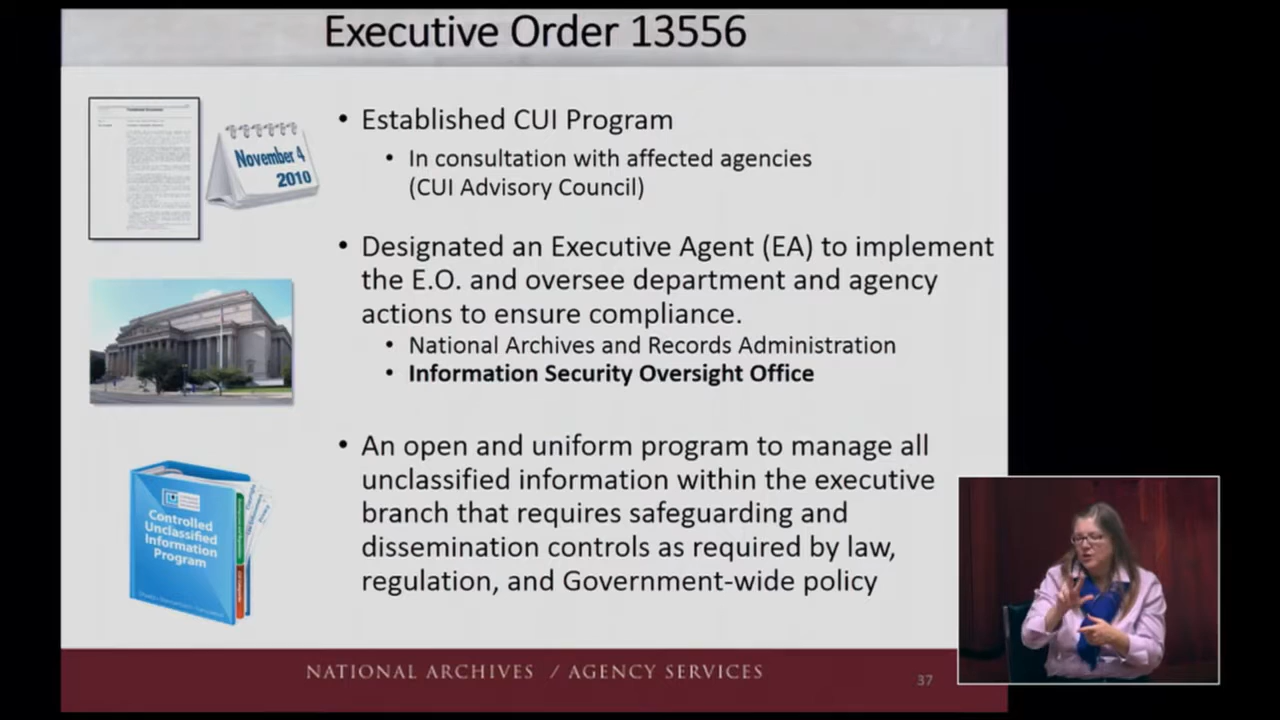 Executive Order 13556
November 4
2010
• Established CUI Program
• In consultation with affected agencies
(CUI Advisory Council)
• Designated an Executive Agent (EA) to implement
the E.O. and oversee department and agency
actions to ensure compliance.
• National Archives and Records Administration
• Information Security Oversight Office
Controlled
Unclassified
Information
Program
• An open and uniform program to manage all
unclassified information within the executive
branch that requires safeguarding and
dissemination controls as required by law,
regulation, and Government-wide policy
NATIONAL ARCHIVES / AGENCY SERVICES
37